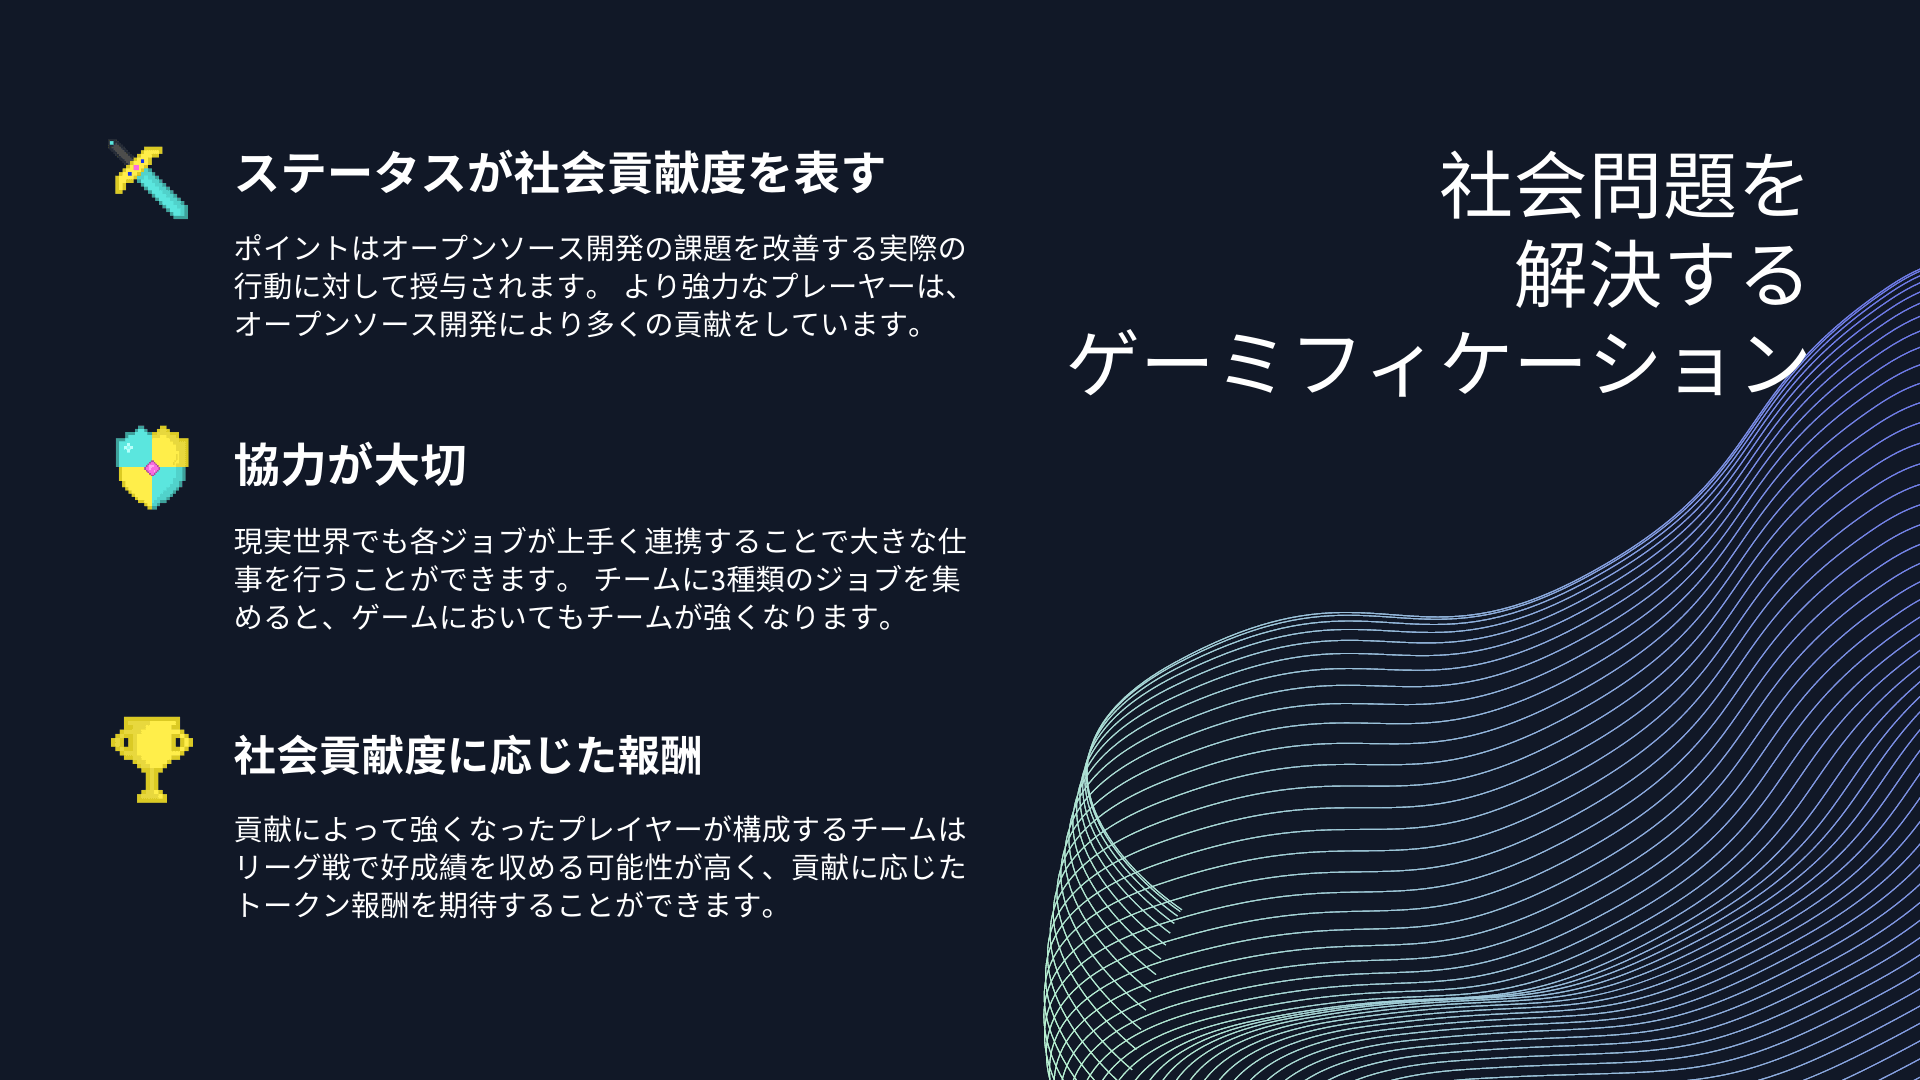 社会問題を
解決する
ゲーミフィケーション
ステータスが社会貢献度を表す
ポイントはオープンソース開発の課題を改善する実際の
行動に対して授与されます。 より強力なプレーヤーは、
オープンソース開発により多くの貢献をしています。
協力が大切
現実世界でも各ジョブが上手く連携することで大きな仕
事を行うことができます。 チームに3種類のジョブを集
めると、ゲームにおいてもチームが強くなります。
社会貢献度に応じた報酬
貢献によって強くなったプレイヤーが構成するチームは
リーグ戦で好成績を収める可能性が高く、貢献に応じた
トークン報酬を期待することができます。